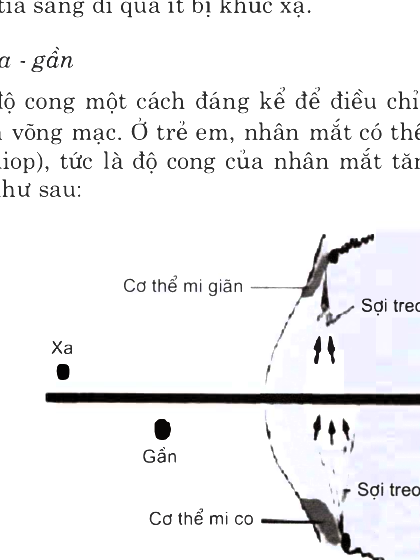 tia sáng đi qua ít bị khúc xạ.
a - gần
độ cong một cách đáng kể để điều chỉ
võng mạc. Ở trẻ em, nhân mắt có thể
diop), tức là độ cong của nhân mắt tăn
như sau:
Cơ thể mi giãn
Sợi treo
Xa
Gần
Sợi treo
Cơ thể mi co